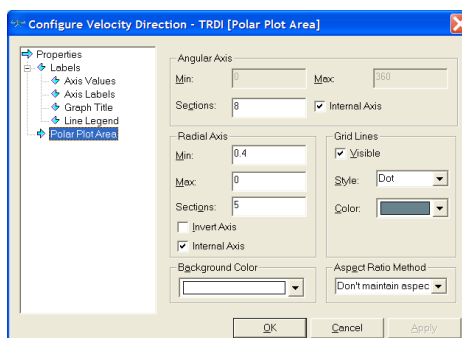 Configure Velocity Direction - TRDI [Polar Plot Area]
Properties
Labels
Axis Values
Axis Labels
Graph Title
Line Legend
Polar Plot Area
Angular Axis
Min: 0 Max: 360
Sections: 8 Internal Axis
Radial Axis
Min: 0.4
Max: 0
Sections: 5
Invert Axis
Internal Axis
Grid Lines
Visible
Style: Dot
Color:
Background Color
Aspect Ratio Method
Don't maintain aspec
OK Cancel Apply